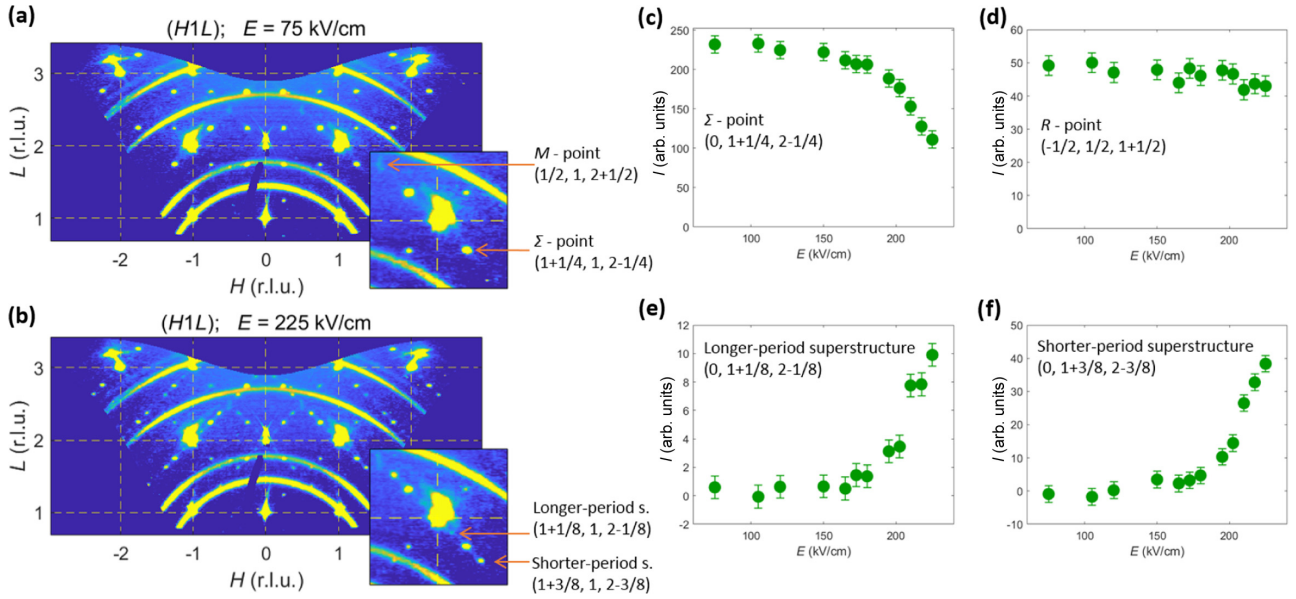 (a)
(H1L); E = 75 kV/cm
3
2
1
L (r.l.u.)
-2
-1
0
1
H (r.l.u.)
M - point
(1/2, 1, 2+1/2)
Σ - point
(1+1/4, 1, 2-1/4)
(b)
(H1L); E = 225 kV/cm
3
2
1
L (r.l.u.)
-2
-1
0
1
H (r.l.u.)
Longer-period s.
(1+1/8, 1, 2-1/8)
Shorter-period s.
(1+3/8, 1, 2-3/8)
(c)
250
200
150
100
50
0
I (arb. units)
Σ - point
(0, 1+1/4, 2-1/4)
100
150
200
E (kV/cm)
(d)
60
50
40
30
20
10
0
I (arb. units)
R - point
(-1/2, 1/2, 1+1/2)
100
150
200
E (kV/cm)
(e)
12
10
8
6
4
2
0
-2
I (arb. units)
Longer-period superstructure
(0, 1+1/8, 2-1/8)
100
150
200
E (kV/cm)
(f)
50
40
30
20
10
0
-10
I (arb. units)
Shorter-period superstructure
(0, 1+3/8, 2-3/8)
100
150
200
E (kV/cm)